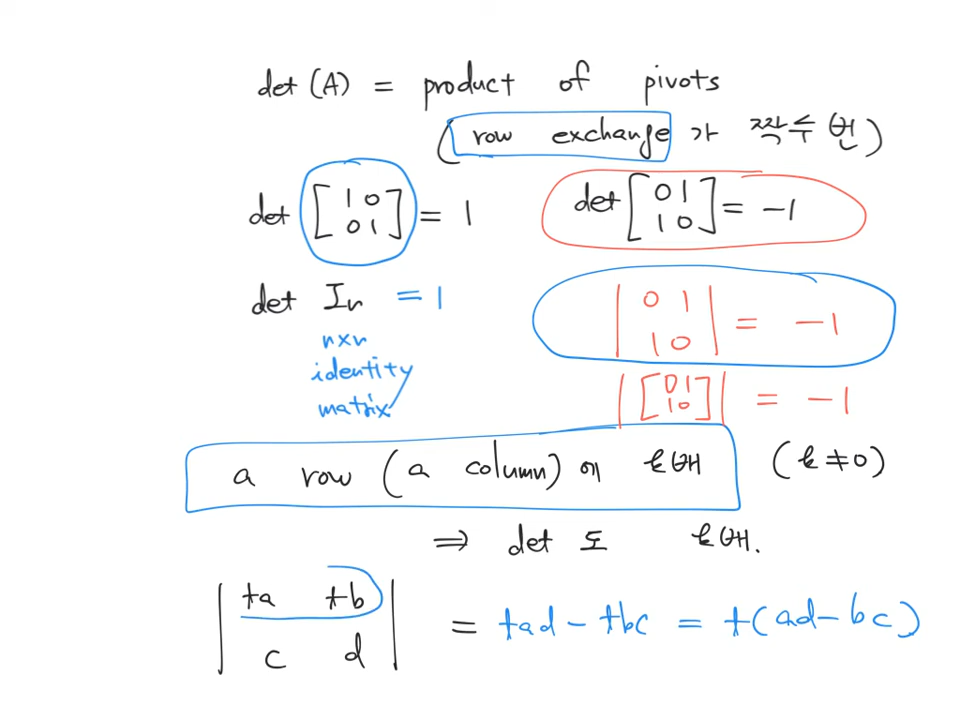 det (A) = product of pivots
( row exchange 가 짝수 번 )
det [1 0; 0 1] = 1
det [0 1; 1 0] = -1
det In = 1
n×n
identity
matrix
|0 1; 1 0| = -1
|[0 1; 1 0]| = -1
a row (a column) 에 k배 (k ≠ 0)
⇒ det 도 k배.
|ta tb; c d| = tad - tbc = t(ad - bc)